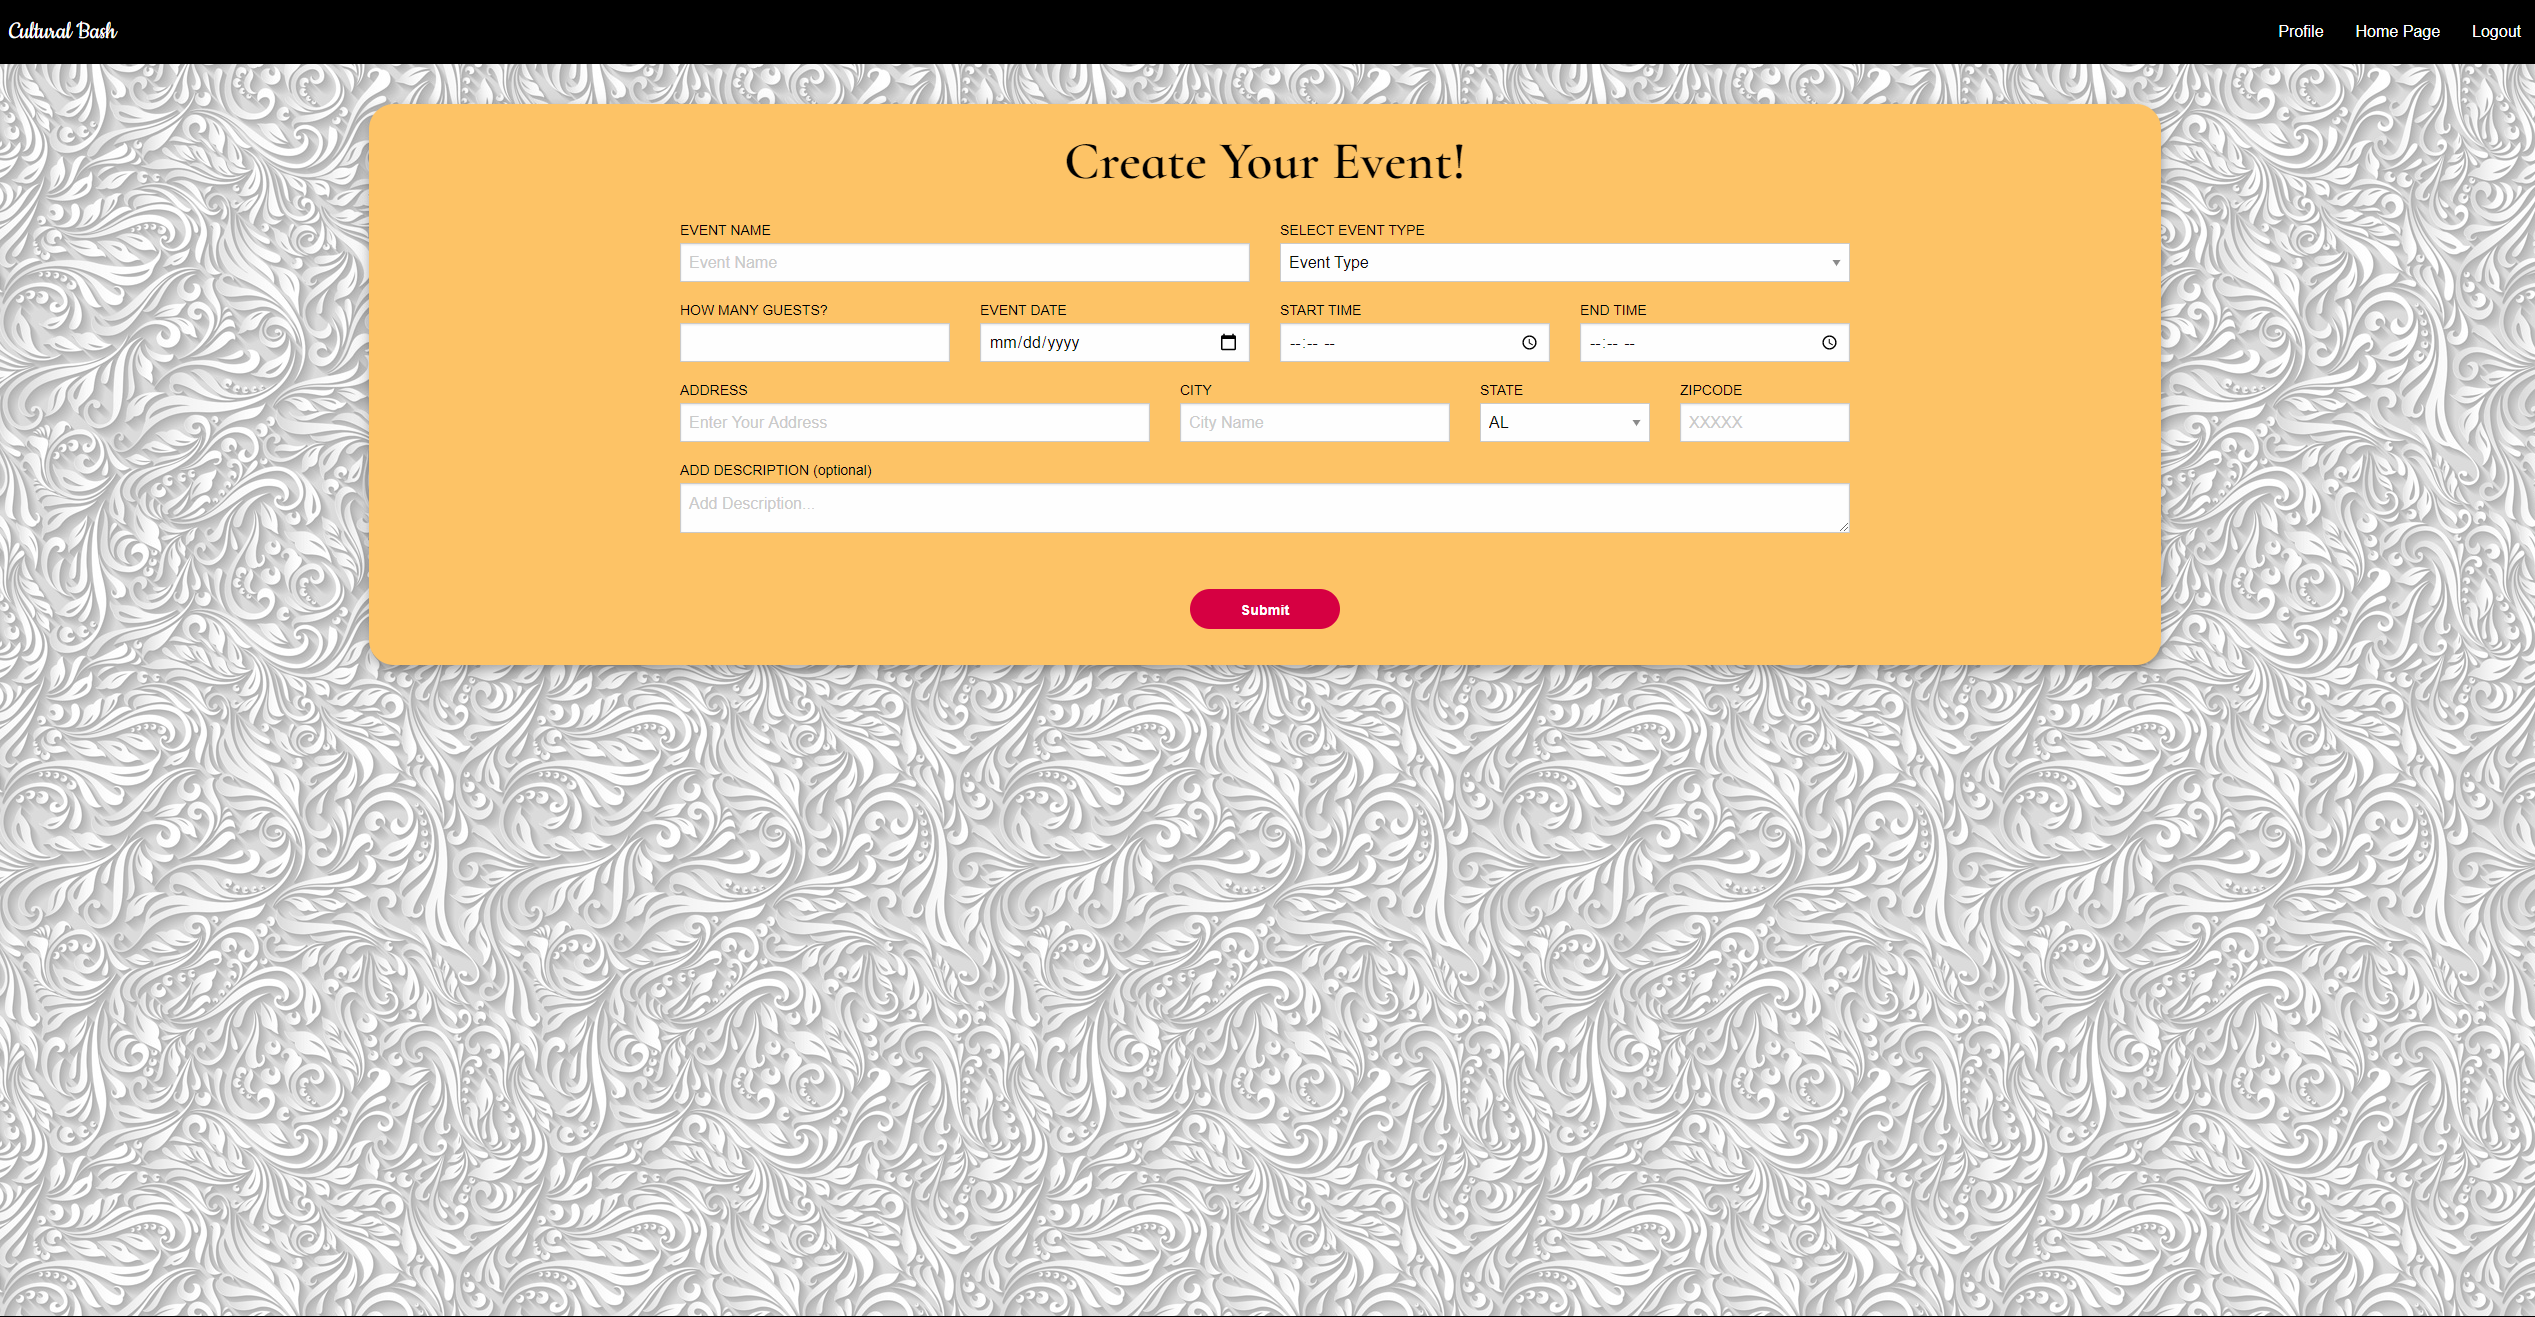 Cultural Bash
Profile Home Page Logout
Create Your Event!
EVENT NAME SELECT EVENT TYPE
Event Name Event Type
HOW MANY GUESTS? EVENT DATE START TIME END TIME
mm/dd/yyyy --:-- -- --:-- --
ADDRESS CITY STATE ZIPCODE
Enter Your Address City Name AL XXXXX
ADD DESCRIPTION (optional)
Add Description...
Submit